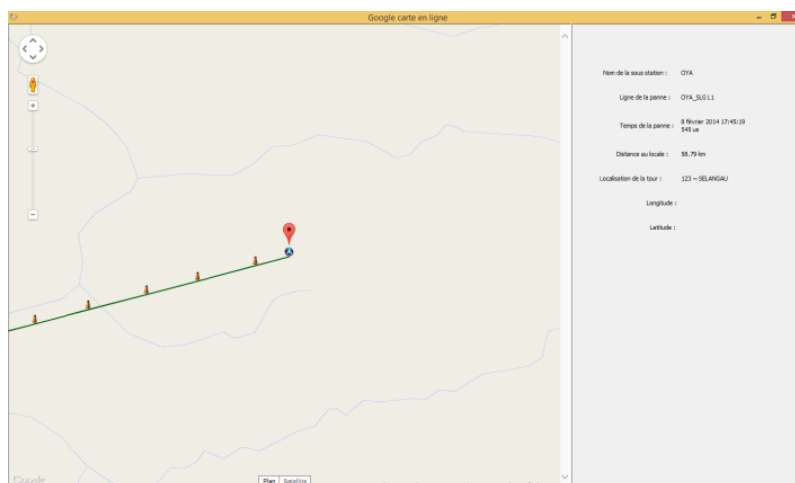 Google carte en ligne
Nom de la sous station : OYA
Ligne de la panne : OYA_SLG L1
Temps de la panne : 8 février 2014 17:45:19
545 us
Distance au locale : 58.79 km
Localisation de la tour : 123 ~ SELANGAU
Longitude :
Latitude :
Google
Plan Satellite